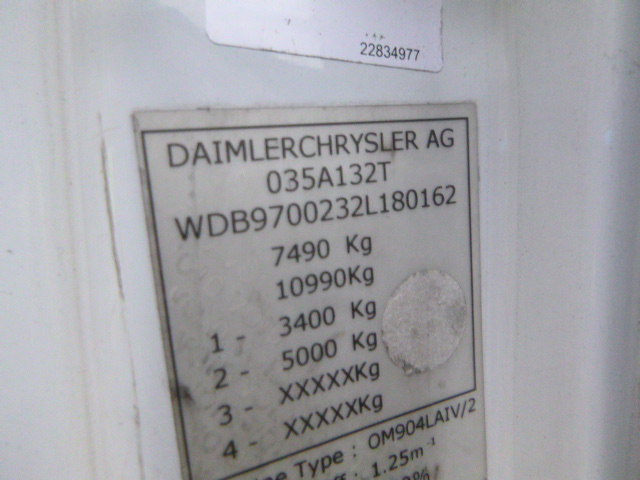 22834977
DAIMLERCHRYSLER AG
035A132T
WDB9700232L180162
7490 Kg
10990Kg
1 - 3400 Kg
2 - 5000 Kg
3 - XXXXXKg
4 - XXXXXKg
Type : OM904LAIV/2
: 1.25m⁻¹